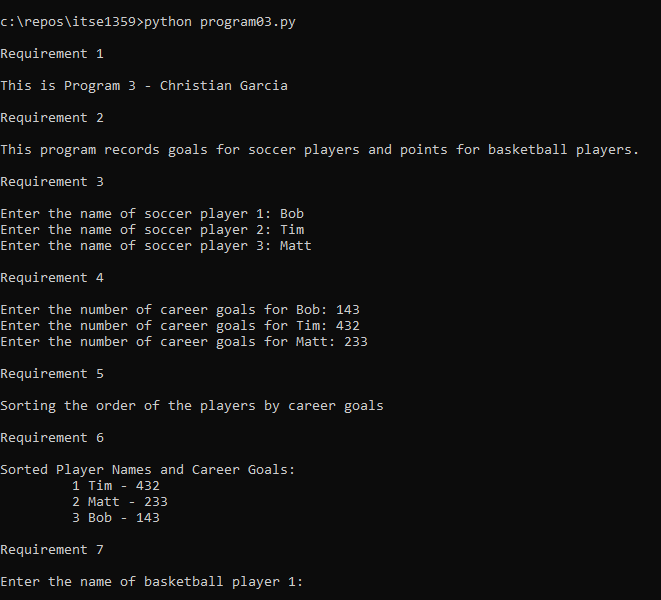 c:\repos\itse1359>python program03.py
Requirement 1
This is Program 3 - Christian Garcia
Requirement 2
This program records goals for soccer players and points for basketball players.
Requirement 3
Enter the name of soccer player 1: Bob
Enter the name of soccer player 2: Tim
Enter the name of soccer player 3: Matt
Requirement 4
Enter the number of career goals for Bob: 143
Enter the number of career goals for Tim: 432
Enter the number of career goals for Matt: 233
Requirement 5
Sorting the order of the players by career goals
Requirement 6
Sorted Player Names and Career Goals:
1 Tim - 432
2 Matt - 233
3 Bob - 143
Requirement 7
Enter the name of basketball player 1: